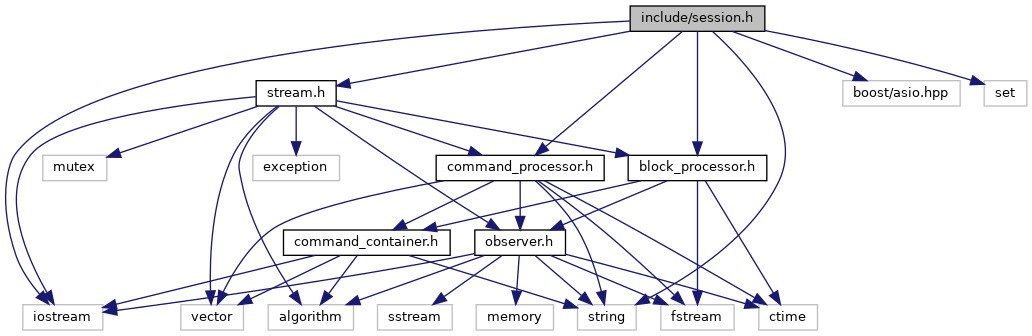 include/session.h
stream.h
boost/asio.hpp
set
mutex
exception
command_processor.h
block_processor.h
command_container.h
observer.h
iostream
vector
algorithm
sstream
memory
string
fstream
ctime